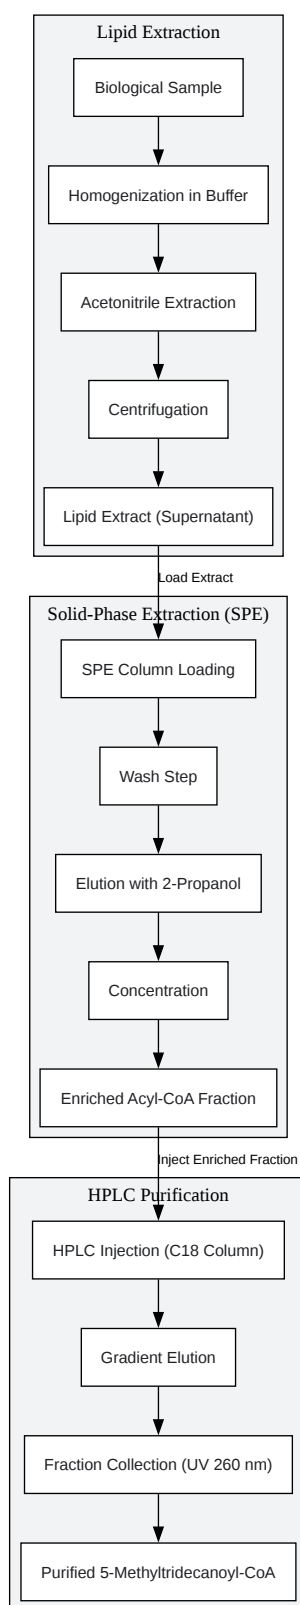 Lipid Extraction
Biological Sample
Homogenization in Buffer
Acetonitrile Extraction
Centrifugation
Lipid Extract (Supernatant)
Load Extract
Solid-Phase Extraction (SPE)
SPE Column Loading
Wash Step
Elution with 2-Propanol
Concentration
Enriched Acyl-CoA Fraction
Inject Enriched Fraction
HPLC Purification
HPLC Injection (C18 Column)
Gradient Elution
Fraction Collection (UV 260 nm)
Purified 5-Methyltridecanoyl-CoA